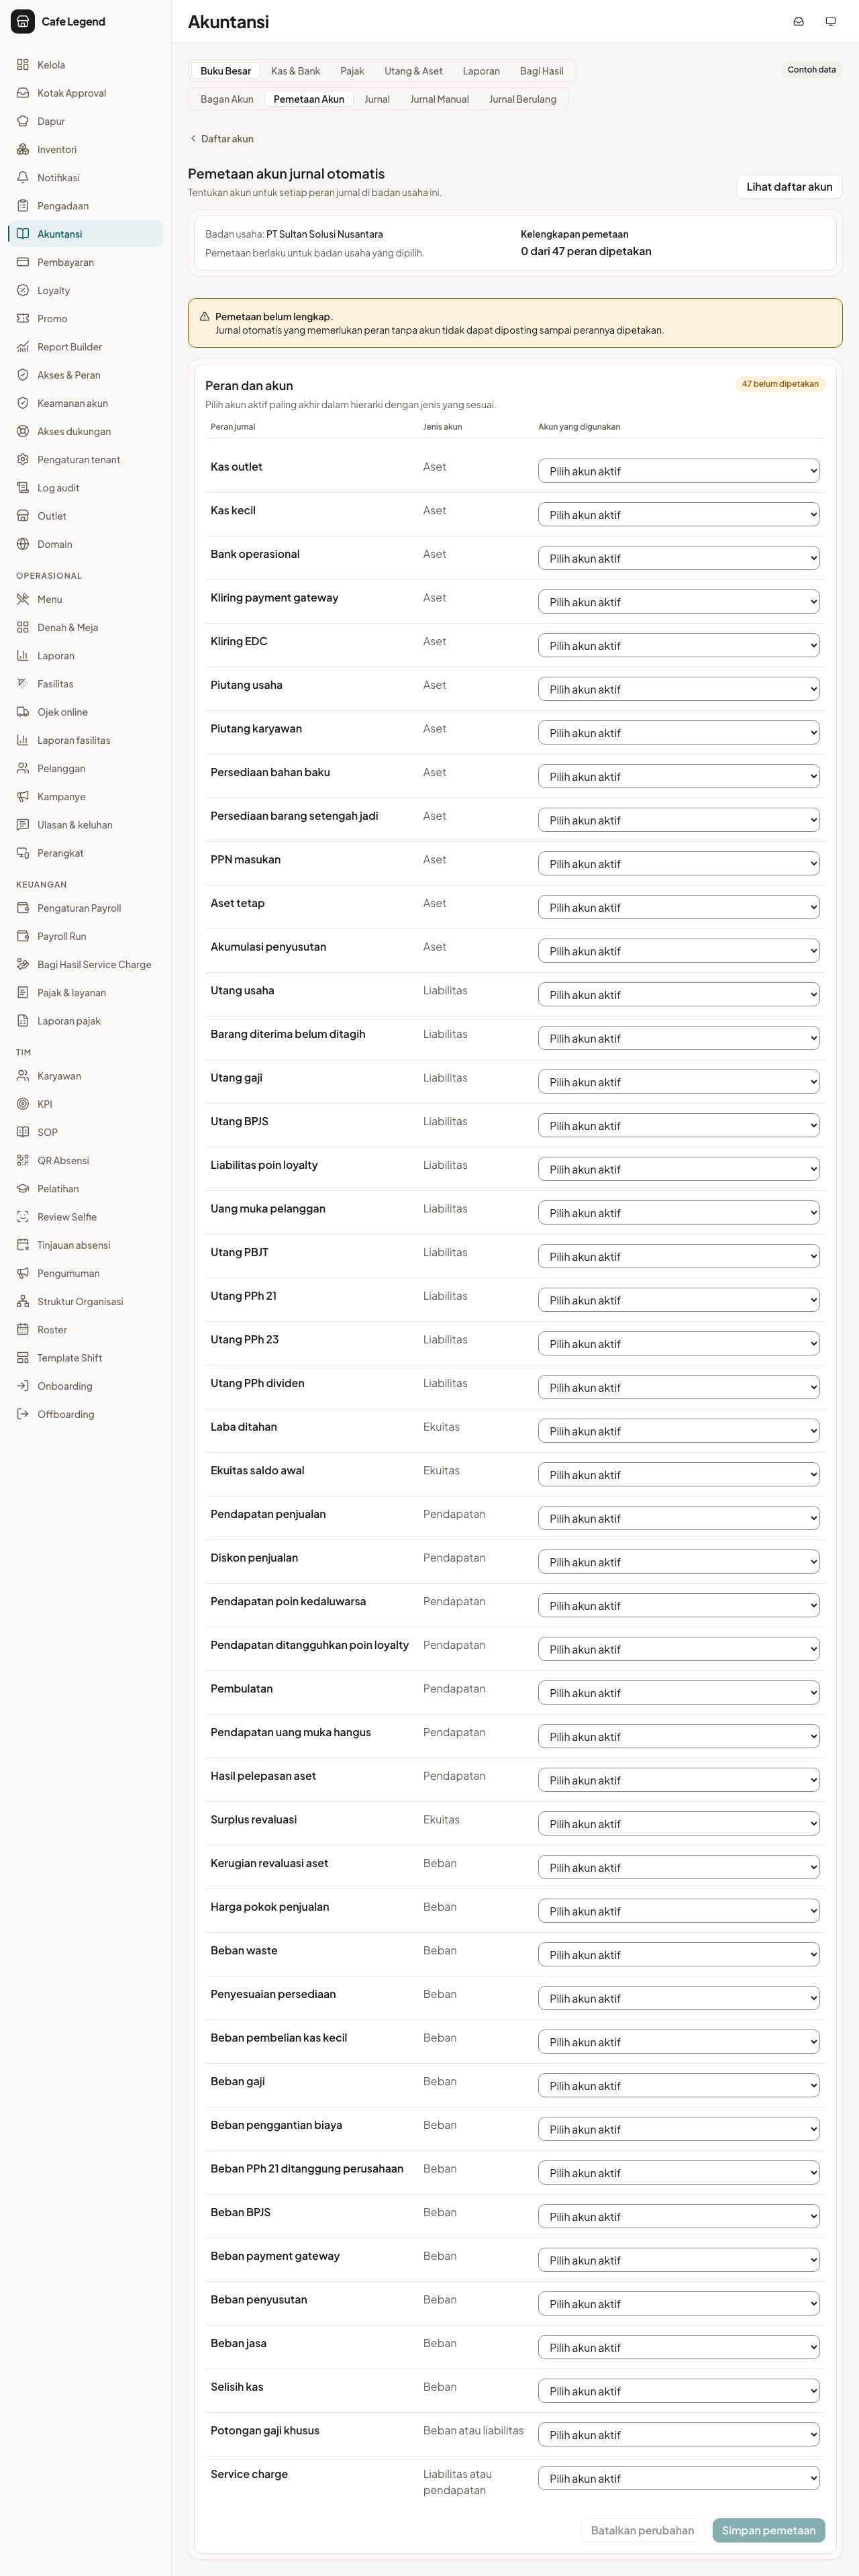 Cafe Legend
Kelola
Kotak Approval
Dapur
Inventori
Notifikasi
Pengadaan
Akuntansi
Pembayaran
Loyalty
Promo
Report Builder
Akses & Peran
Keamanan akun
Akses dukungan
Pengaturan tenant
Log audit
Outlet
Domain
OPERASIONAL
Menu
Denah & Meja
Laporan
Fasilitas
Ojek online
Laporan fasilitas
Pelanggan
Kampanye
Ulasan & keluhan
Perangkat
KEUANGAN
Pengaturan Payroll
Payroll Run
Bagi Hasil Service Charge
Pajak & layanan
Laporan pajak
TIM
Karyawan
KPI
SOP
QR Absensi
Pelatihan
Review Selfie
Tinjauan absensi
Pengumuman
Struktur Organisasi
Roster
Template Shift
Onboarding
Offboarding
Akuntansi
Buku Besar Kas & Bank Pajak Utang & Aset Laporan Bagi Hasil
Contoh data
Bagan Akun Pemetaan Akun Jurnal Jurnal Manual Jurnal Berulang
Daftar akun
Pemetaan akun jurnal otomatis
Tentukan akun untuk setiap peran jurnal di badan usaha ini.
Lihat daftar akun
Badan usaha: PT Sultan Solusi Nusantara
Pemetaan berlaku untuk badan usaha yang dipilih.
Kelengkapan pemetaan
0 dari 47 peran dipetakan
Pemetaan belum lengkap.
Jurnal otomatis yang memerlukan peran tanpa akun tidak dapat diposting sampai perannya dipetakan.
Peran dan akun
47 belum dipetakan
Pilih akun aktif paling akhir dalam hierarki dengan jenis yang sesuai.
Peran jurnal Jenis akun Akun yang digunakan
Kas outlet Aset Pilih akun aktif
Kas kecil Aset Pilih akun aktif
Bank operasional Aset Pilih akun aktif
Kliring payment gateway Aset Pilih akun aktif
Kliring EDC Aset Pilih akun aktif
Piutang usaha Aset Pilih akun aktif
Piutang karyawan Aset Pilih akun aktif
Persediaan bahan baku Aset Pilih akun aktif
Persediaan barang setengah jadi Aset Pilih akun aktif
PPN masukan Aset Pilih akun aktif
Aset tetap Aset Pilih akun aktif
Akumulasi penyusutan Aset Pilih akun aktif
Utang usaha Liabilitas Pilih akun aktif
Barang diterima belum ditagih Liabilitas Pilih akun aktif
Utang gaji Liabilitas Pilih akun aktif
Utang BPJS Liabilitas Pilih akun aktif
Liabilitas poin loyalty Liabilitas Pilih akun aktif
Uang muka pelanggan Liabilitas Pilih akun aktif
Utang PBJT Liabilitas Pilih akun aktif
Utang PPh 21 Liabilitas Pilih akun aktif
Utang PPh 23 Liabilitas Pilih akun aktif
Utang PPh dividen Liabilitas Pilih akun aktif
Laba ditahan Ekuitas Pilih akun aktif
Ekuitas saldo awal Ekuitas Pilih akun aktif
Pendapatan penjualan Pendapatan Pilih akun aktif
Diskon penjualan Pendapatan Pilih akun aktif
Pendapatan poin kedaluwarsa Pendapatan Pilih akun aktif
Pendapatan ditangguhkan poin loyalty Pendapatan Pilih akun aktif
Pembulatan Pendapatan Pilih akun aktif
Pendapatan uang muka hangus Pendapatan Pilih akun aktif
Hasil pelepasan aset Pendapatan Pilih akun aktif
Surplus revaluasi Ekuitas Pilih akun aktif
Kerugian revaluasi aset Beban Pilih akun aktif
Harga pokok penjualan Beban Pilih akun aktif
Beban waste Beban Pilih akun aktif
Penyesuaian persediaan Beban Pilih akun aktif
Beban pembelian kas kecil Beban Pilih akun aktif
Beban gaji Beban Pilih akun aktif
Beban penggantian biaya Beban Pilih akun aktif
Beban PPh 21 ditanggung perusahaan Beban Pilih akun aktif
Beban BPJS Beban Pilih akun aktif
Beban payment gateway Beban Pilih akun aktif
Beban penyusutan Beban Pilih akun aktif
Beban jasa Beban Pilih akun aktif
Selisih kas Beban Pilih akun aktif
Potongan gaji khusus Beban atau liabilitas Pilih akun aktif
Service charge Liabilitas atau Pilih akun aktif
pendapatan
Batalkan perubahan Simpan pemetaan